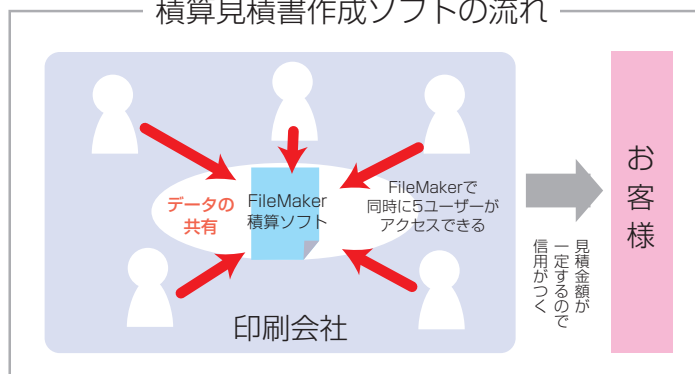 積算見積書作成ソフトの流れ
データの
共有
FileMaker
積算ソフト
FileMakerで
同時に5ユーザーが
アクセスできる
印刷会社
見積金額が
一定するので
信用がつく
お客様